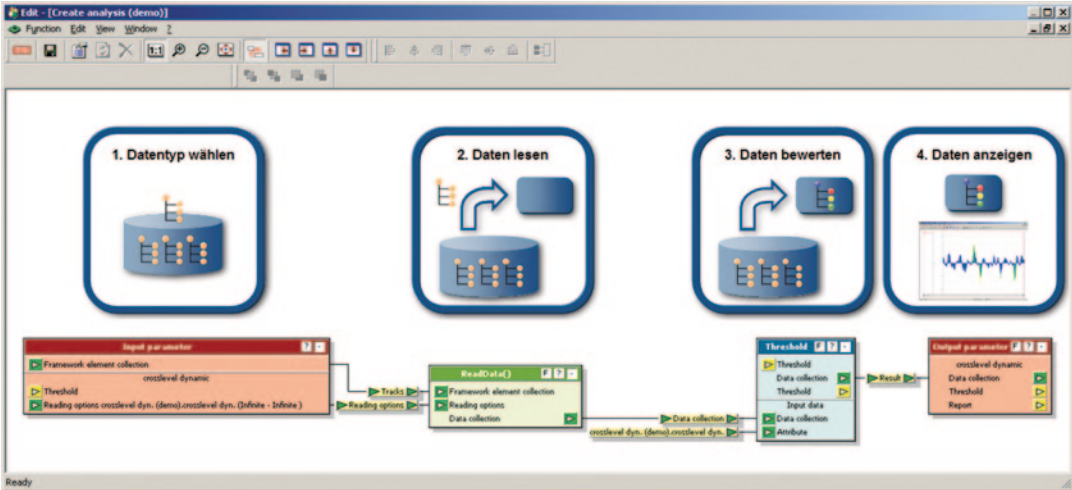 Edit - [Create analysis (demo)]
Function Edit View Window ?
1:1
1. Datentyp wählen
2. Daten lesen
3. Daten bewerten
4. Daten anzeigen
Input parameter ? -
Framework element collection
crosslevel dynamic
Threshold
Reading options crosslevel dyn. (demo).crosslevel dyn. (Infinite - Infinite )
Tracks
Reading options
ReadData() F ? -
Framework element collection
Reading options
Data collection
Data collection
crosslevel dyn. (demo).crosslevel dyn.
Threshold F ? -
Threshold
Data collection
Threshold
Input data
Data collection
Attribute
Result
Output parameter ? -
crosslevel dynamic
Data collection
Threshold
Report
Ready